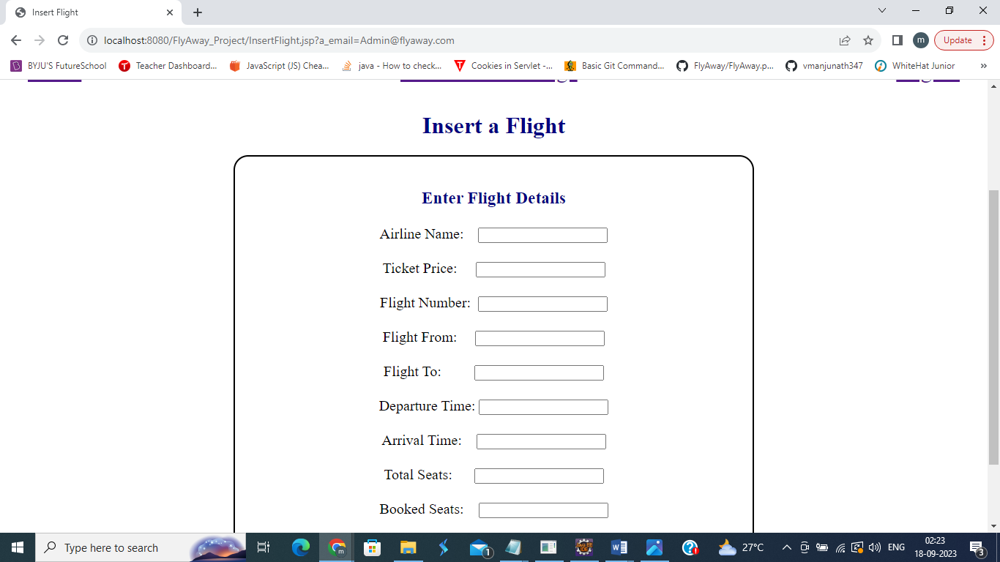 Insert Flight
localhost:8080/FlyAway_Project/InsertFlight.jsp?a_email=Admin@flyaway.com
m
Update
BYJU'S FutureSchool
Teacher Dashboard...
JavaScript (JS) Chea...
java - How to check...
Cookies in Servlet -...
Basic Git Command...
FlyAway/FlyAway.p...
vmanjunath347
WhiteHat Junior
»
Insert a Flight
Enter Flight Details
Airline Name:
Ticket Price:
Flight Number:
Flight From:
Flight To:
Departure Time:
Arrival Time:
Total Seats:
Booked Seats:
Type here to search
m
1
27°C
ENG
02:23
18-09-2023
3